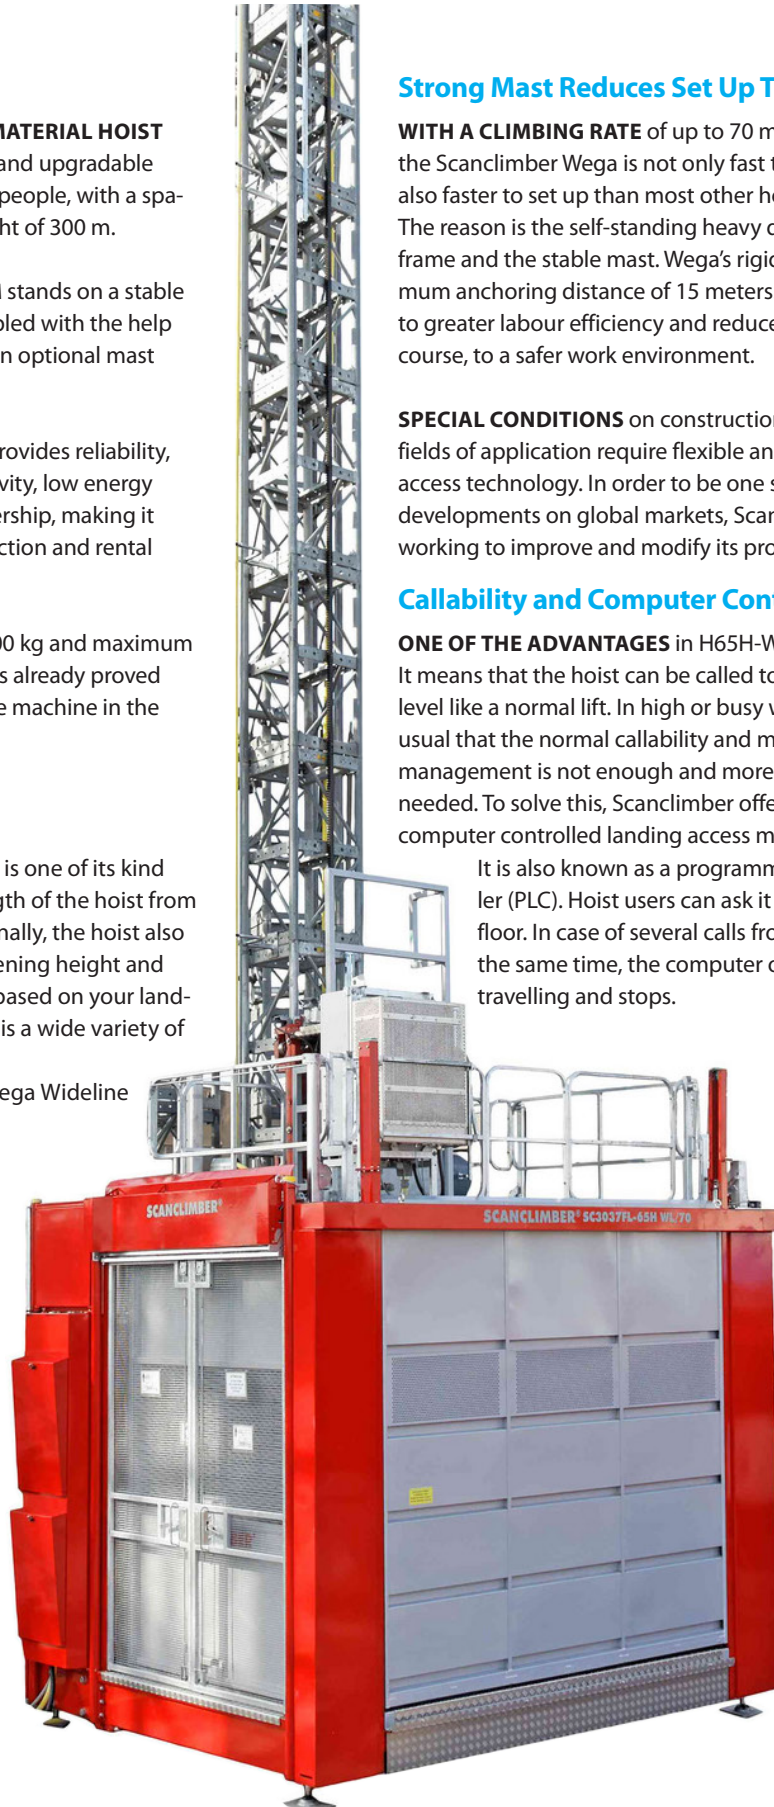 MATERIAL HOIST
and upgradable
people, with a spa-
ht of 300 m.
stands on a stable
bled with the help
n optional mast
rovides reliability,
vity, low energy
ership, making it
ction and rental
00 kg and maximum
s already proved
e machine in the
is one of its kind
gth of the hoist from
nally, the hoist also
ening height and
based on your land-
is a wide variety of
ega Wideline
Strong Mast Reduces Set Up T
WITH A CLIMBING RATE of up to 70 m
the Scanclimber Wega is not only fast t
also faster to set up than most other ho
The reason is the self-standing heavy d
frame and the stable mast. Wega's rigid
mum anchoring distance of 15 meters
to greater labour efficiency and reduce
course, to a safer work environment.
SPECIAL CONDITIONS on construction
fields of application require flexible an
access technology. In order to be one s
developments on global markets, Scan
working to improve and modify its pro
Callability and Computer Cont
ONE OF THE ADVANTAGES in H65H-W
It means that the hoist can be called to
level like a normal lift. In high or busy w
usual that the normal callability and m
management is not enough and more
needed. To solve this, Scanclimber offe
computer controlled landing access m
It is also known as a programm
ler (PLC). Hoist users can ask it
floor. In case of several calls fro
the same time, the computer c
travelling and stops.
SCANCLIMBER®
SCANCLIMBER® SC3037FL-65H WL/70